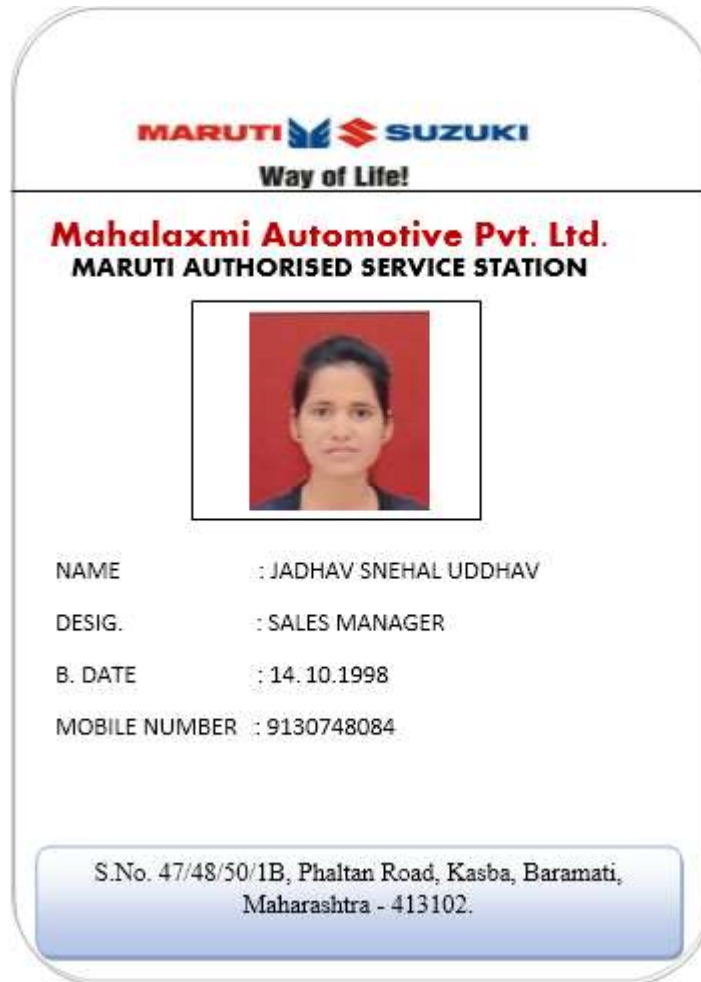 MARUTI SUZUKI
Way of Life!
Mahalaxmi Automotive Pvt. Ltd.
MARUTI AUTHORISED SERVICE STATION
NAME : JADHAV SNEHAL UDDHAV
DESIG. : SALES MANAGER
B. DATE : 14. 10.1998
MOBILE NUMBER : 9130748084
S.No. 47/48/50/1B, Phaltan Road, Kasba, Baramati,
Maharashtra - 413102.